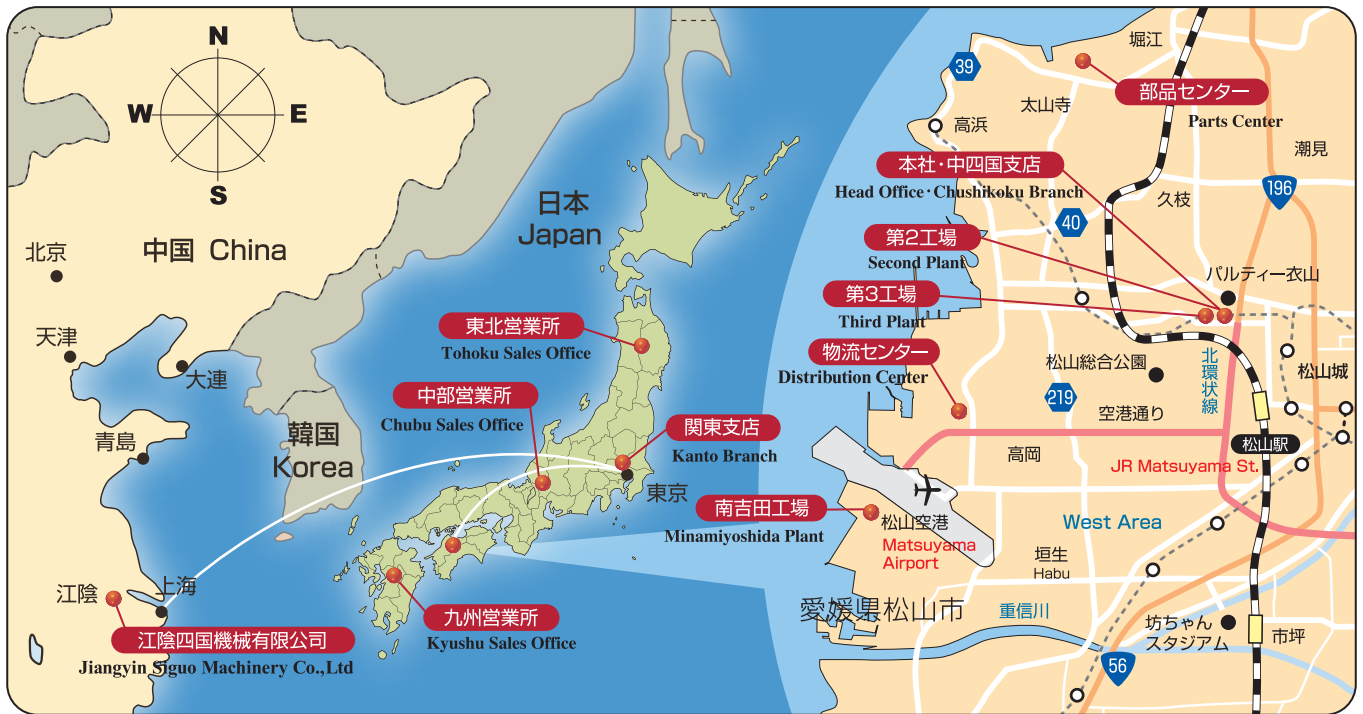 N
W
E
S
中国 China
北京
天津
大連
青島
韓国
Korea
日本
Japan
東北営業所
Tohoku Sales Office
中部営業所
Chubu Sales Office
関東支店
Kanto Branch
東京
江陰
上海
江陰四国機械有限公司
Jiangyin Siguo Machinery Co.,Ltd
九州営業所
Kyushu Sales Office
堀江
39
部品センター
Parts Center
太山寺
高浜
潮見
本社・中四国支店
Head Office・Chushikoku Branch
196
久枝
40
第2工場
Second Plant
パルティー衣山
第3工場
Third Plant
物流センター
Distribution Center
松山総合公園
北環状線
松山城
219
空港通り
松山駅
JR Matsuyama St.
高岡
南吉田工場
Minamiyoshida Plant
松山空港
Matsuyama
Airport
West Area
垣生
Habu
愛媛県松山市
重信川
坊ちゃん
スタジアム
市坪
56